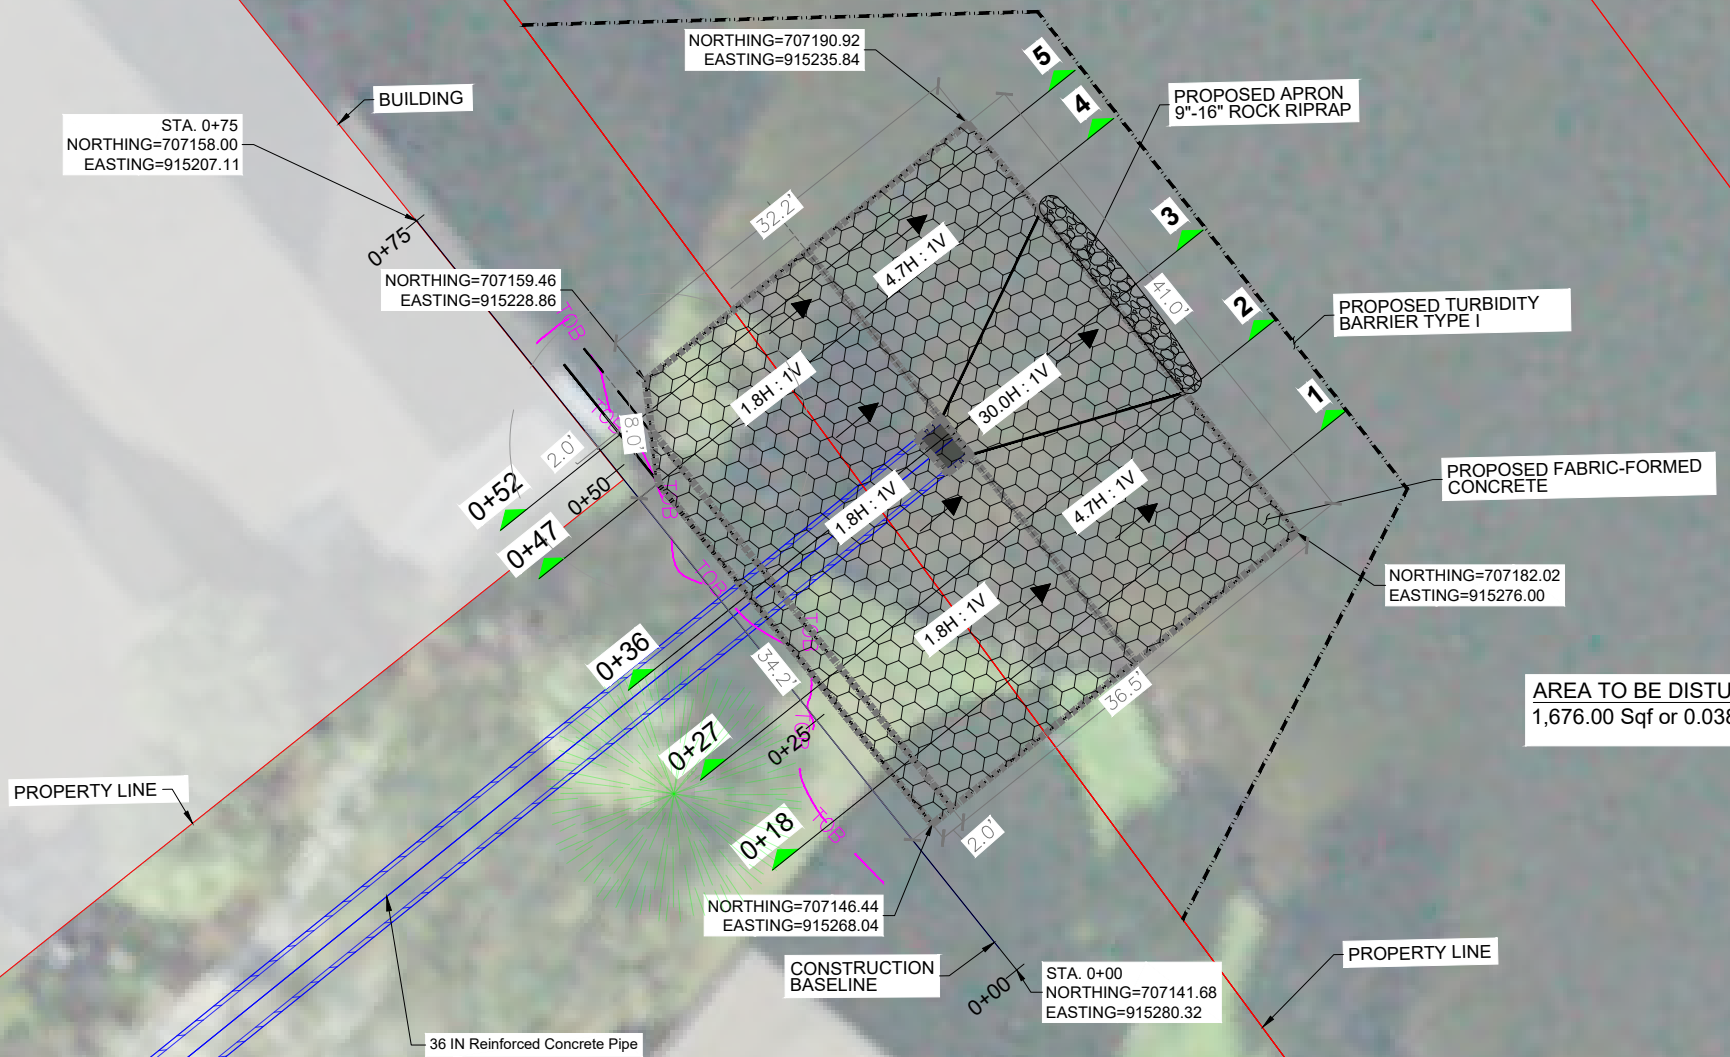 NORTHING=707190.92
EASTING=915235.84
5
4
3
2
1
PROPOSED APRON
9"-16" ROCK RIPRAP
BUILDING
STA. 0+75
NORTHING=707158.00
EASTING=915207.11
0+75
32.2'
4.7H : 1V
41.0'
NORTHING=707159.46
EASTING=915228.86
TOB
PROPOSED TURBIDITY
BARRIER TYPE I
1.8H : 1V
30.0H : 1V
TOB
8.0'
2.0'
0+52
0+50
0+47
TOB
1.8H : 1V
4.7H : 1V
PROPOSED FABRIC-FORMED
CONCRETE
NORTHING=707182.02
EASTING=915276.00
TOB
1.8H : 1V
TOB
0+36
34.2'
36.5'
AREA TO BE DISTU
1,676.00 Sqf or 0.038
0+27
0+25
TOB
PROPERTY LINE
0+18
TOB
2.0'
NORTHING=707146.44
EASTING=915268.04
CONSTRUCTION
BASELINE
0+00
STA. 0+00
NORTHING=707141.68
EASTING=915280.32
PROPERTY LINE
36 IN Reinforced Concrete Pipe